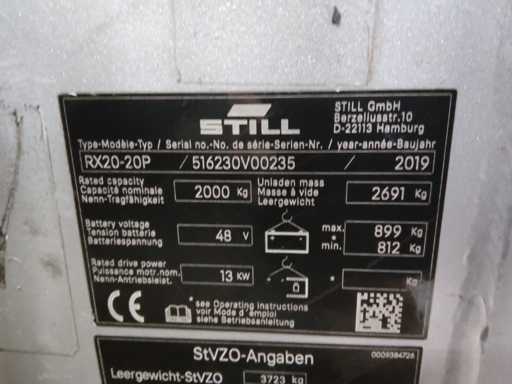 STILL
STILL GmbH
Berzeliusstr.10
D-22113 Hamburg
Type-Modèle-Typ / Serial no.-No. de série-Serien-Nr. / year-année-Baujahr
RX20-20P / 516230V00235 / 2019
Rated capacity
Capacité nominale
Nenn-Tragfähigkeit
2000 Kg
Unladen mass
Masse à vide
Leergewicht
2691 Kg
Battery voltage
Tension batterie
Batteriespannung
48 V
max. 899 Kg
* min. 812 Kg
Rated drive power
Puissance motr.nom.
Nenn-Antriebsleist.
13 KW
* Kg
CE
*see Operating instructions
voir Mode d'emploi
siehe Betriebsanleitung
StVZO-Angaben
0009384726
Leergewicht-StVZO 3723 kg